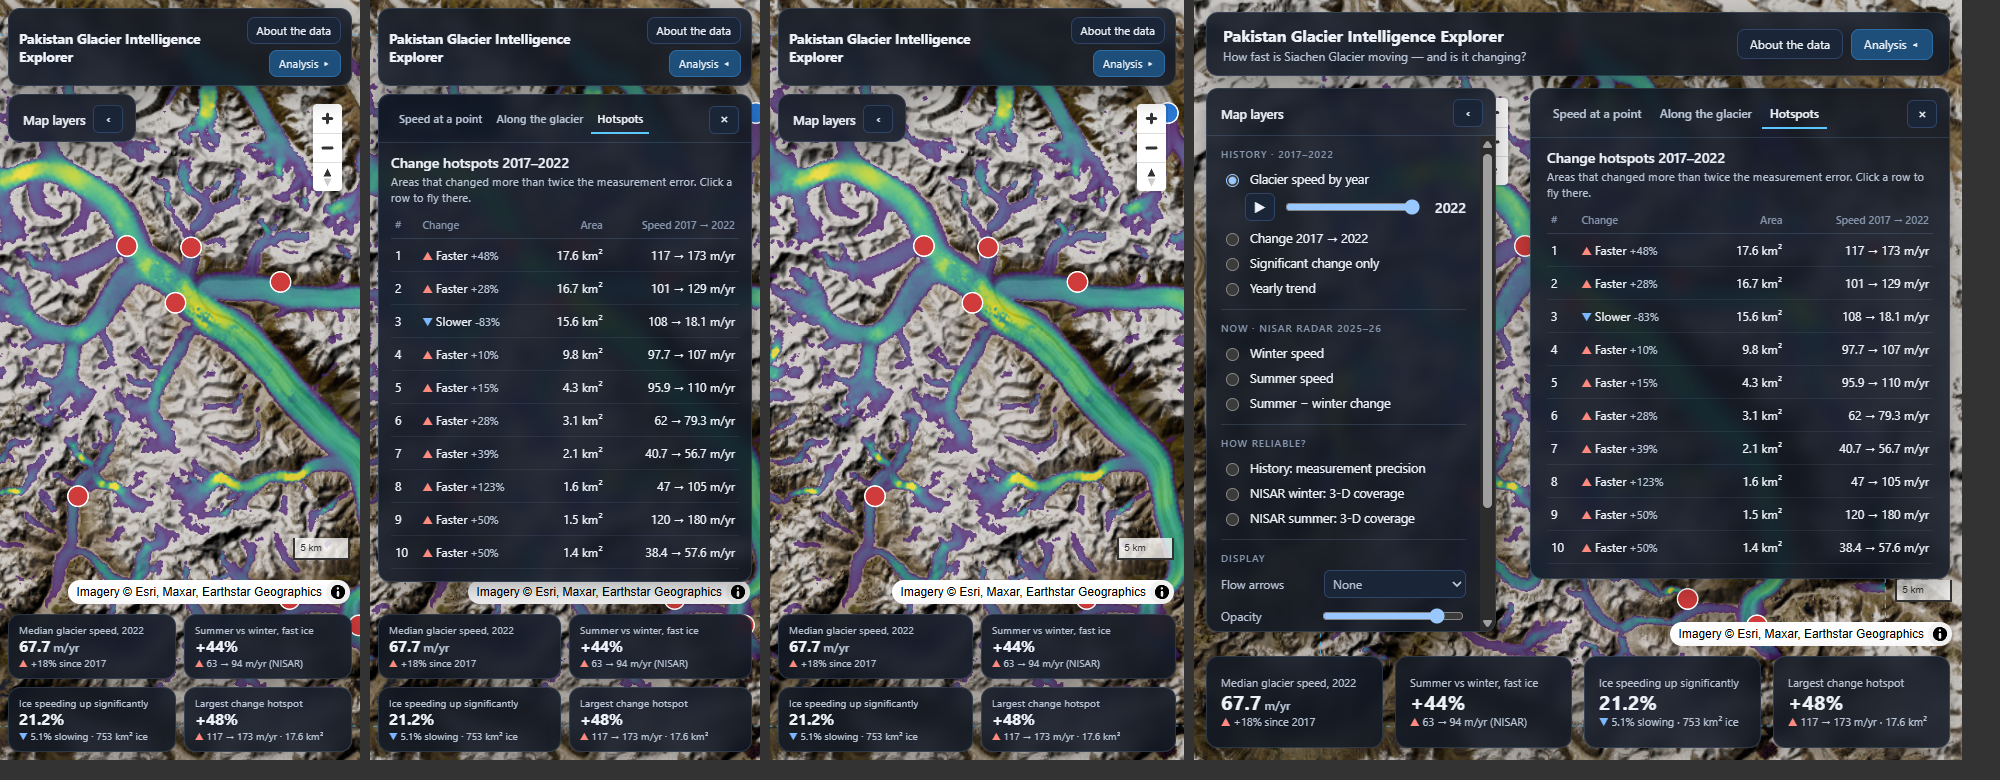 Pakistan Glacier Intelligence
Explorer
About the data
Analysis ▸
Map layers ‹
+
−
5 km
Imagery © Esri, Maxar, Earthstar Geographics
Median glacier speed, 2022
67.7 m/yr
▲ +18% since 2017
Summer vs winter, fast ice
+44%
▲ 63 → 94 m/yr (NISAR)
Ice speeding up significantly
21.2%
▼ 5.1% slowing · 753 km² ice
Largest change hotspot
+48%
▲ 117 → 173 m/yr · 17.6 km²
Pakistan Glacier Intelligence
Explorer
About the data
Analysis ◂
Speed at a point Along the glacier Hotspots ×
Change hotspots 2017–2022
Areas that changed more than twice the measurement error. Click a
row to fly there.
# Change Area Speed 2017 → 2022
1 ▲ Faster +48% 17.6 km² 117 → 173 m/yr
2 ▲ Faster +28% 16.7 km² 101 → 129 m/yr
3 ▼ Slower -83% 15.6 km² 108 → 18.1 m/yr
4 ▲ Faster +10% 9.8 km² 97.7 → 107 m/yr
5 ▲ Faster +15% 4.3 km² 95.9 → 110 m/yr
6 ▲ Faster +28% 3.1 km² 62 → 79.3 m/yr
7 ▲ Faster +39% 2.1 km² 40.7 → 56.7 m/yr
8 ▲ Faster +123% 1.6 km² 47 → 105 m/yr
9 ▲ Faster +50% 1.5 km² 120 → 180 m/yr
10 ▲ Faster +50% 1.4 km² 38.4 → 57.6 m/yr
Imagery © Esri, Maxar, Earthstar Geographics
Median glacier speed, 2022
67.7 m/yr
▲ +18% since 2017
Summer vs winter, fast ice
+44%
▲ 63 → 94 m/yr (NISAR)
Ice speeding up significantly
21.2%
▼ 5.1% slowing · 753 km² ice
Largest change hotspot
+48%
▲ 117 → 173 m/yr · 17.6 km²
Pakistan Glacier Intelligence
Explorer
About the data
Analysis ◂
Map layers ‹
+
−
5 km
Imagery © Esri, Maxar, Earthstar Geographics
Median glacier speed, 2022
67.7 m/yr
▲ +18% since 2017
Summer vs winter, fast ice
+44%
▲ 63 → 94 m/yr (NISAR)
Ice speeding up significantly
21.2%
▼ 5.1% slowing · 753 km² ice
Largest change hotspot
+48%
▲ 117 → 173 m/yr · 17.6 km²
Pakistan Glacier Intelligence Explorer
How fast is Siachen Glacier moving — and is it changing?
About the data
Analysis ◂
Map layers ‹
HISTORY · 2017–2022
Glacier speed by year
▶ 2022
Change 2017 → 2022
Significant change only
Yearly trend
NOW · NISAR RADAR 2025–26
Winter speed
Summer speed
Summer − winter change
HOW RELIABLE?
History: measurement precision
NISAR winter: 3-D coverage
NISAR summer: 3-D coverage
DISPLAY
Flow arrows None
Opacity
Speed at a point Along the glacier Hotspots ×
Change hotspots 2017–2022
Areas that changed more than twice the measurement error. Click a row to
fly there.
# Change Area Speed 2017 → 2022
1 ▲ Faster +48% 17.6 km² 117 → 173 m/yr
2 ▲ Faster +28% 16.7 km² 101 → 129 m/yr
3 ▼ Slower -83% 15.6 km² 108 → 18.1 m/yr
4 ▲ Faster +10% 9.8 km² 97.7 → 107 m/yr
5 ▲ Faster +15% 4.3 km² 95.9 → 110 m/yr
6 ▲ Faster +28% 3.1 km² 62 → 79.3 m/yr
7 ▲ Faster +39% 2.1 km² 40.7 → 56.7 m/yr
8 ▲ Faster +123% 1.6 km² 47 → 105 m/yr
9 ▲ Faster +50% 1.5 km² 120 → 180 m/yr
10 ▲ Faster +50% 1.4 km² 38.4 → 57.6 m/yr
5 km
Imagery © Esri, Maxar, Earthstar Geographics
Median glacier speed, 2022
67.7 m/yr
▲ +18% since 2017
Summer vs winter, fast ice
+44%
▲ 63 → 94 m/yr (NISAR)
Ice speeding up significantly
21.2%
▼ 5.1% slowing · 753 km² ice
Largest change hotspot
+48%
▲ 117 → 173 m/yr · 17.6 km²